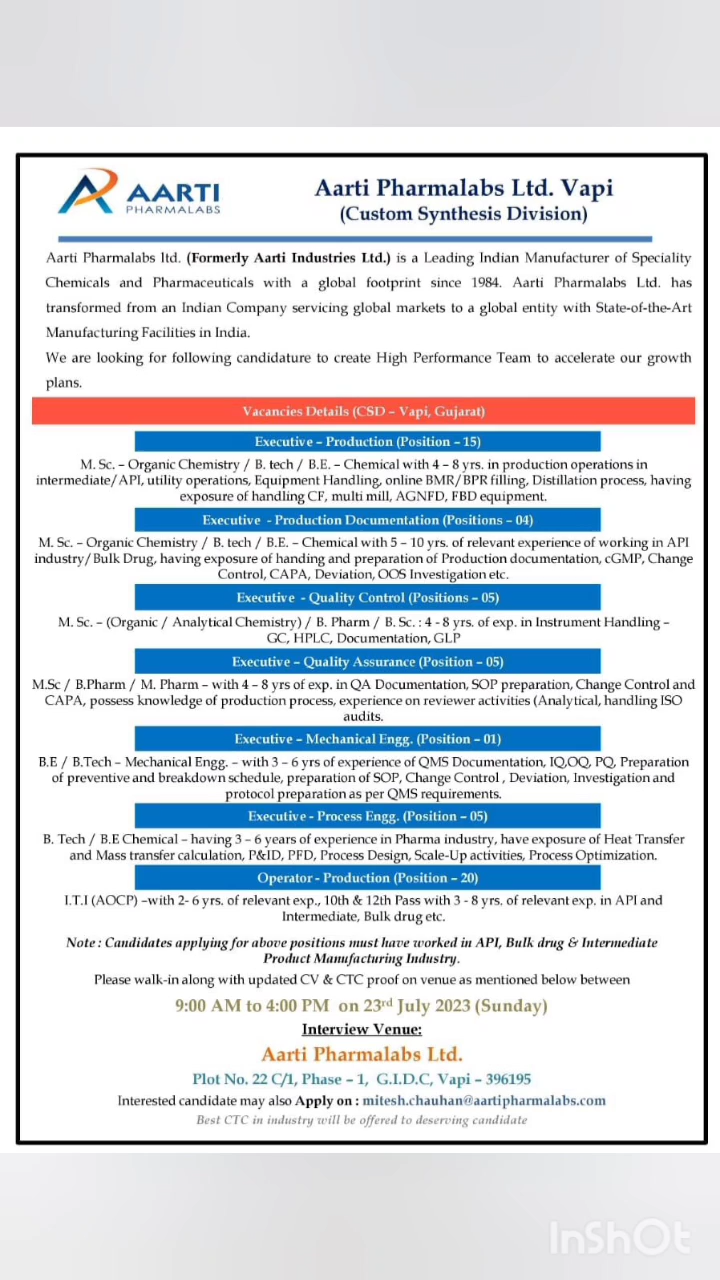 AARTI
PHARMALABS
Aarti Pharmalabs Ltd. Vapi
(Custom Synthesis Division)
Aarti Pharmalabs ltd. (Formerly Aarti Industries Ltd.) is a Leading Indian Manufacturer of Speciality
Chemicals and Pharmaceuticals with a global footprint since 1984. Aarti Pharmalabs Ltd. has
transformed from an Indian Company servicing global markets to a global entity with State-of-the-Art
Manufacturing Facilities in India.
We are looking for following candidature to create High Performance Team to accelerate our growth
plans.
Vacancies Details (CSD – Vapi, Gujarat)
Executive – Production (Position – 15)
M. Sc. – Organic Chemistry / B. tech / B.E. – Chemical with 4 – 8 yrs. in production operations in
intermediate/API, utility operations, Equipment Handling, online BMR/BPR filling, Distillation process, having
exposure of handling CF, multi mill, AGNFD, FBD equipment.
Executive - Production Documentation (Positions – 04)
M. Sc. – Organic Chemistry / B. tech / B.E. – Chemical with 5 – 10 yrs. of relevant experience of working in API
industry/Bulk Drug, having exposure of handing and preparation of Production documentation, cGMP, Change
Control, CAPA, Deviation, OOS Investigation etc.
Executive - Quality Control (Positions – 05)
M. Sc. – (Organic / Analytical Chemistry) / B. Pharm / B. Sc. : 4 - 8 yrs. of exp. in Instrument Handling –
GC, HPLC, Documentation, GLP
Executive – Quality Assurance (Position – 05)
M.Sc / B.Pharm / M. Pharm – with 4 – 8 yrs of exp. in QA Documentation, SOP preparation, Change Control and
CAPA, possess knowledge of production process, experience on reviewer activities (Analytical, handling ISO
audits.
Executive – Mechanical Engg. (Position – 01)
B.E / B.Tech – Mechanical Engg. – with 3 – 6 yrs of experience of QMS Documentation, IQ,OQ, PQ, Preparation
of preventive and breakdown schedule, preparation of SOP, Change Control , Deviation, Investigation and
protocol preparation as per QMS requirements.
Executive - Process Engg. (Position – 05)
B. Tech / B.E Chemical – having 3 – 6 years of experience in Pharma industry, have exposure of Heat Transfer
and Mass transfer calculation, P&ID, PFD, Process Design, Scale-Up activities, Process Optimization.
Operator - Production (Position – 20)
I.T.I (AOCP) –with 2- 6 yrs. of relevant exp., 10th & 12th Pass with 3 - 8 yrs. of relevant exp. in API and
Intermediate, Bulk drug etc.
Note : Candidates applying for above positions must have worked in API, Bulk drug & Intermediate
Product Manufacturing Industry.
Please walk-in along with updated CV & CTC proof on venue as mentioned below between
9:00 AM to 4:00 PM on 23rd July 2023 (Sunday)
Interview Venue:
Aarti Pharmalabs Ltd.
Plot No. 22 C/1, Phase – 1, G.I.D.C, Vapi – 396195
Interested candidate may also Apply on : mitesh.chauhan@aartipharmalabs.com
Best CTC in industry will be offered to deserving candidate
InShOt